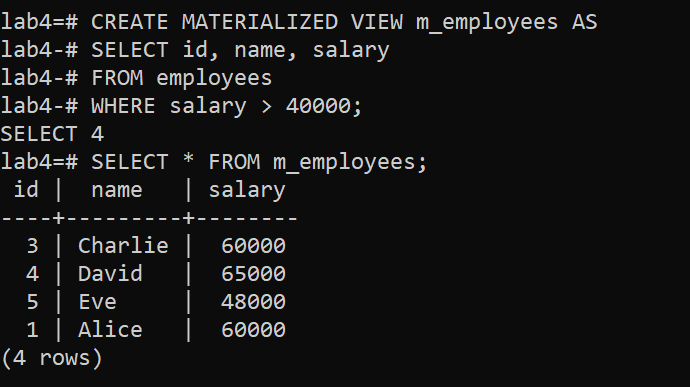 lab4=# CREATE MATERIALIZED VIEW m_employees AS
lab4-# SELECT id, name, salary
lab4-# FROM employees
lab4-# WHERE salary > 40000;
SELECT 4
lab4=# SELECT * FROM m_employees;
 id |  name   | salary
----+---------+--------
  3 | Charlie |  60000
  4 | David   |  65000
  5 | Eve     |  48000
  1 | Alice   |  60000
(4 rows)